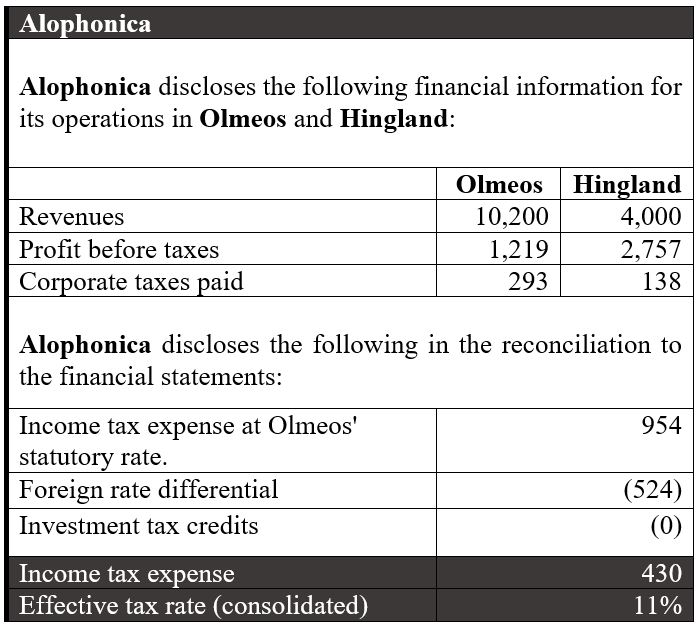 Alophonica
Alophonica discloses the following financial information for
its operations in Olmeos and Hingland:
Olmeos Hingland
Revenues 10,200 4,000
Profit before taxes 1,219 2,757
Corporate taxes paid 293 138
Alophonica discloses the following in the reconciliation to
the financial statements:
Income tax expense at Olmeos' 954
statutory rate.
Foreign rate differential (524)
Investment tax credits (0)
Income tax expense 430
Effective tax rate (consolidated) 11%